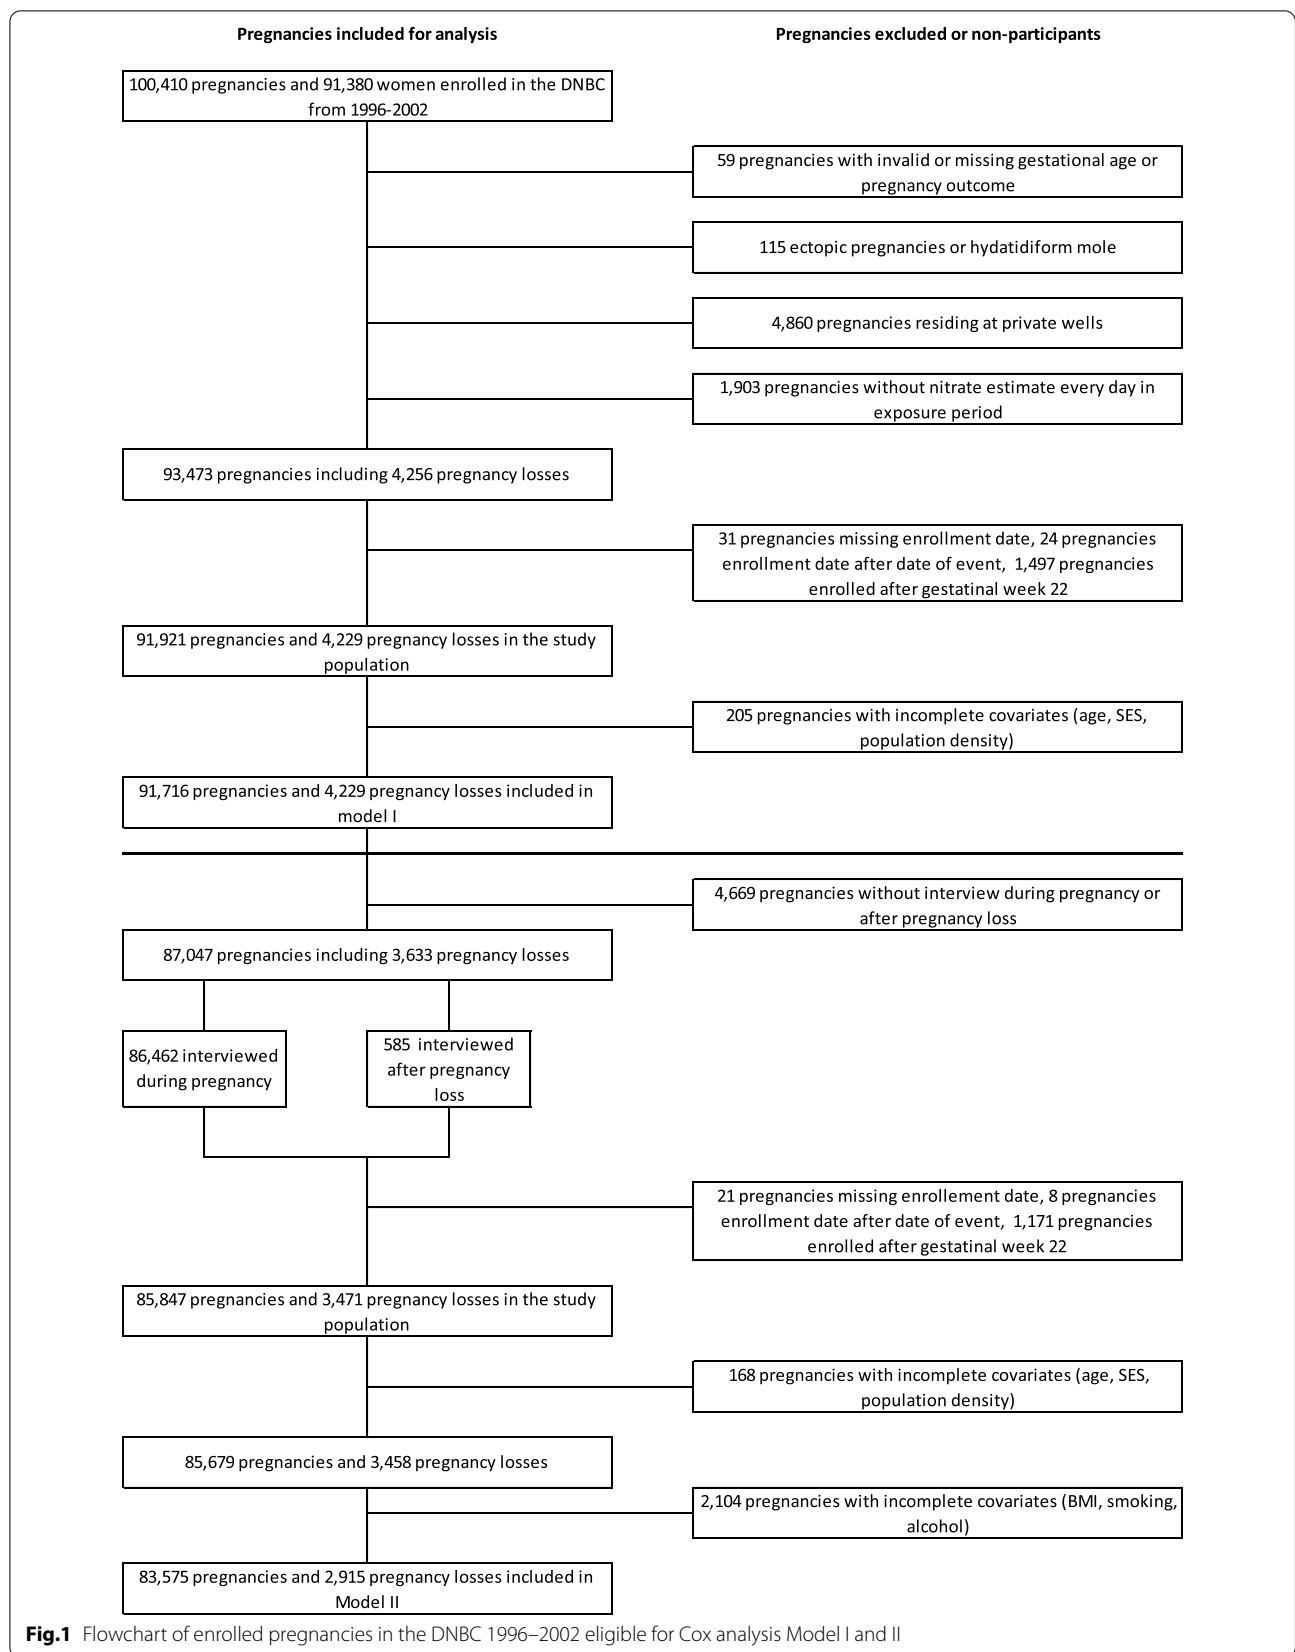 Pregnancies included for analysis
Pregnancies excluded or non-participants
100,410 pregnancies and 91,380 women enrolled in the DNBC
from 1996-2002
59 pregnancies with invalid or missing gestational age or
pregnancy outcome
115 ectopic pregnancies or hydatidiform mole
4,860 pregnancies residing at private wells
1,903 pregnancies without nitrate estimate every day in
exposure period
93,473 pregnancies including 4,256 pregnancy losses
31 pregnancies missing enrollment date, 24 pregnancies
enrollment date after date of event, 1,497 pregnancies
enrolled after gestatinal week 22
91,921 pregnancies and 4,229 pregnancy losses in the study
population
205 pregnancies with incomplete covariates (age, SES,
population density)
91,716 pregnancies and 4,229 pregnancy losses included in
model I
4,669 pregnancies without interview during pregnancy or
after pregnancy loss
87,047 pregnancies including 3,633 pregnancy losses
86,462 interviewed
during pregnancy
585 interviewed
after pregnancy
loss
21 pregnancies missing enrollement date, 8 pregnancies
enrollment date after date of event, 1,171 pregnancies
enrolled after gestatinal week 22
85,847 pregnancies and 3,471 pregnancy losses in the study
population
168 pregnancies with incomplete covariates (age, SES,
population density)
85,679 pregnancies and 3,458 pregnancy losses
2,104 pregnancies with incomplete covariates (BMI, smoking,
alcohol)
83,575 pregnancies and 2,915 pregnancy losses included in
Model II
Fig.1 Flowchart of enrolled pregnancies in the DNBC 1996–2002 eligible for Cox analysis Model I and II